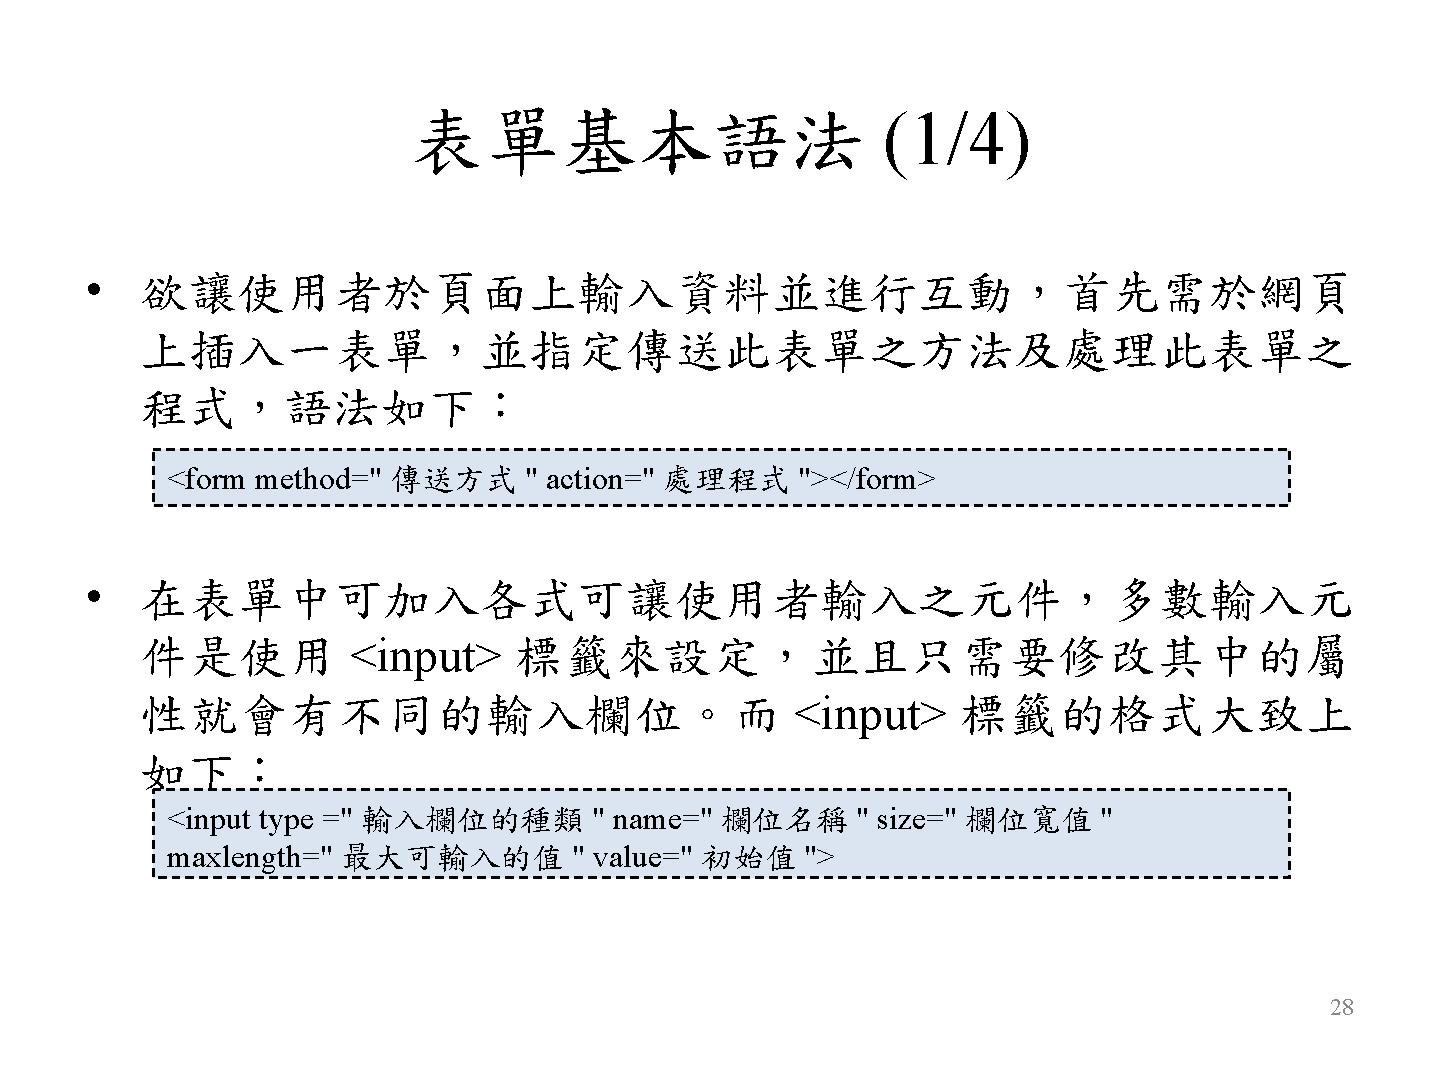 表單基本語法 (1/4)
• 欲讓使用者於頁面上輸入資料並進行互動，首先需於網頁
上插入一表單，並指定傳送此表單之方法及處理此表單之
程式，語法如下：
<form method=" 傳送方式 " action=" 處理程式 "></form>
• 在表單中可加入各式可讓使用者輸入之元件，多數輸入元
件是使用 <input> 標籤來設定，並且只需要修改其中的屬
性就會有不同的輸入欄位。而 <input> 標籤的格式大致上
如下：
<input type =" 輸入欄位的種類 " name=" 欄位名稱 " size=" 欄位寬值 "
maxlength=" 最大可輸入的值 " value=" 初始值 ">
28